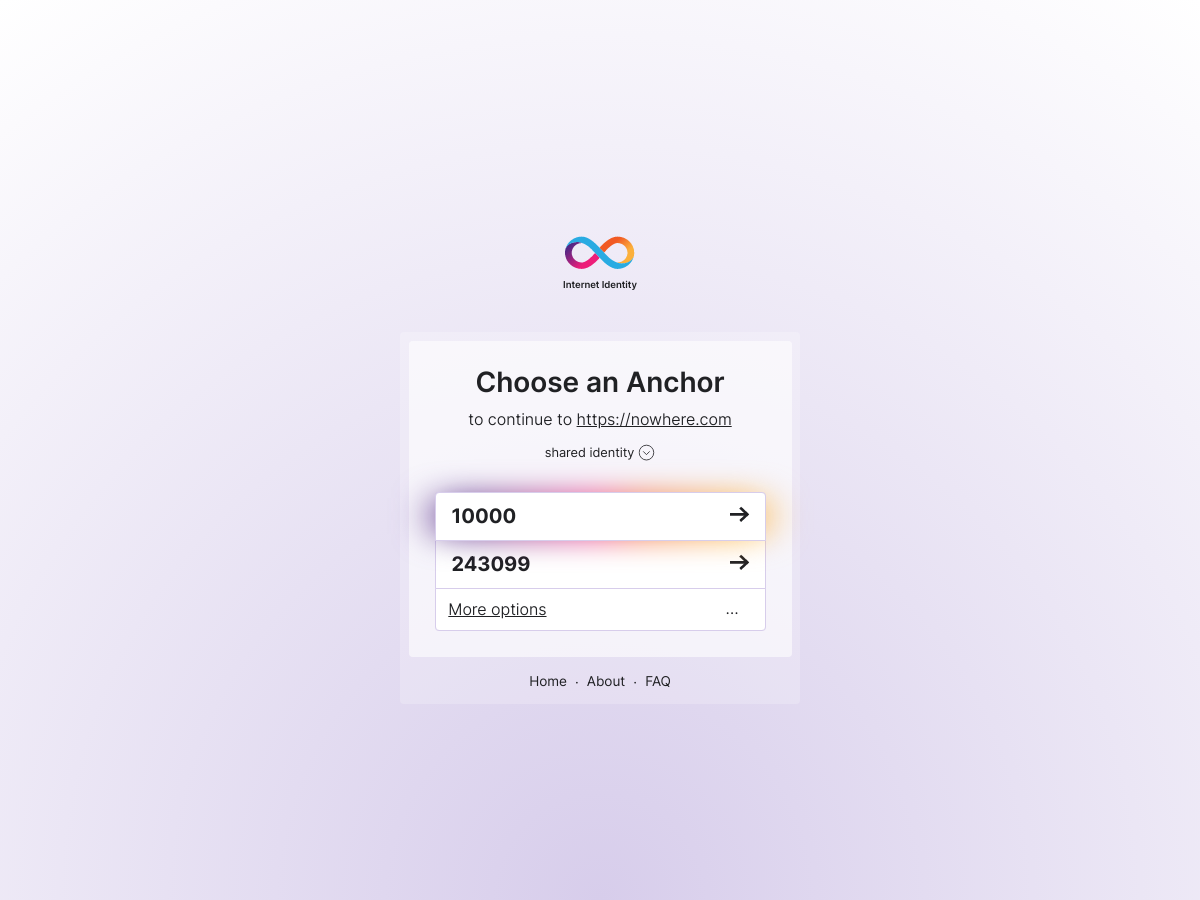 Internet Identity
Choose an Anchor
to continue to https://nowhere.com
shared identity
10000
243099
More options ...
Home · About · FAQ